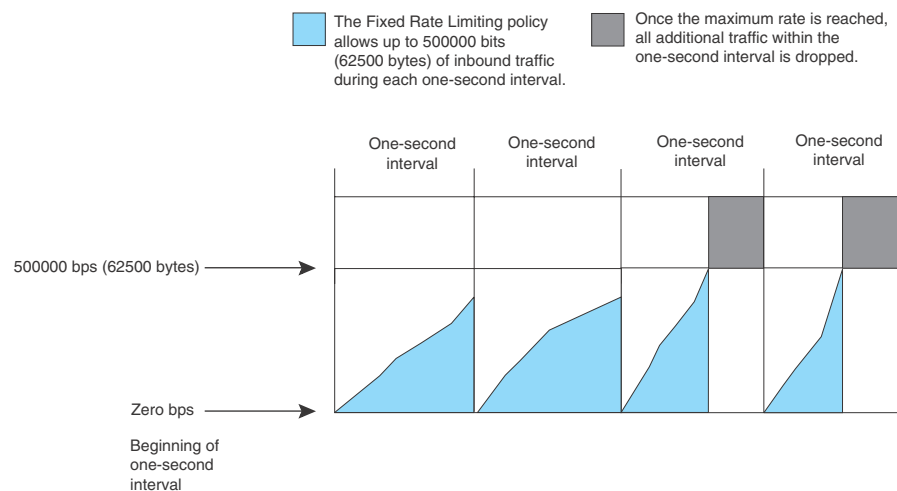 The Fixed Rate Limiting policy
allows up to 500000 bits
(62500 bytes) of inbound traffic
during each one-second interval.
Once the maximum rate is reached,
all additional traffic within the
one-second interval is dropped.
One-second
interval
One-second
interval
One-second
interval
One-second
interval
500000 bps (62500 bytes)
Zero bps
Beginning of
one-second
interval